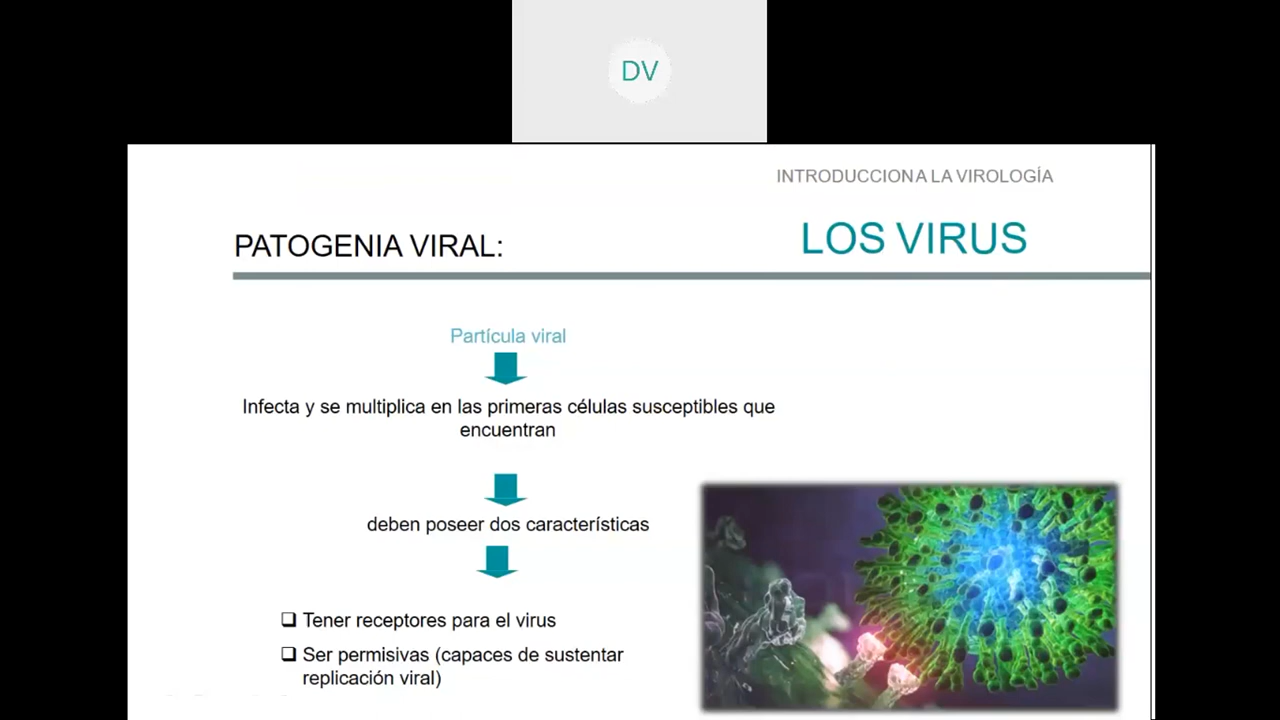 DV
INTRODUCCION A LA VIROLOGÍA
LOS VIRUS
PATOGENIA VIRAL:
Partícula viral
Infecta y se multiplica en las primeras células susceptibles que
encuentran
deben poseer dos características
Tener receptores para el virus
Ser permisivas (capaces de sustentar
replicación viral)